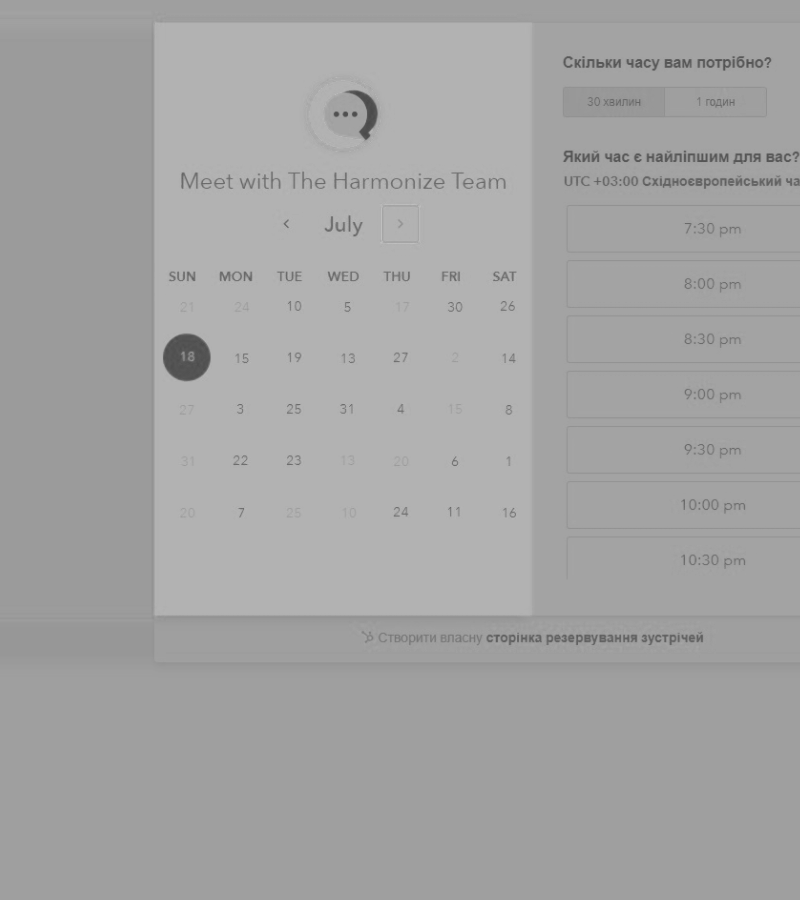 Meet with The Harmonize Team
July
SUN MON TUE WED THU FRI SAT
21 24 10 5 17 30 26
18 15 19 13 27 2 14
27 3 25 31 4 15 8
31 22 23 13 20 6 1
20 7 25 10 24 11 16
Скільки часу вам потрібно?
30 хвилин 1 годин
Який час є найліпшим для вас?
UTC +03:00 Східноєвропейський ча
7:30 pm
8:00 pm
8:30 pm
9:00 pm
9:30 pm
10:00 pm
10:30 pm
Створити власну сторінка резервування зустрічей